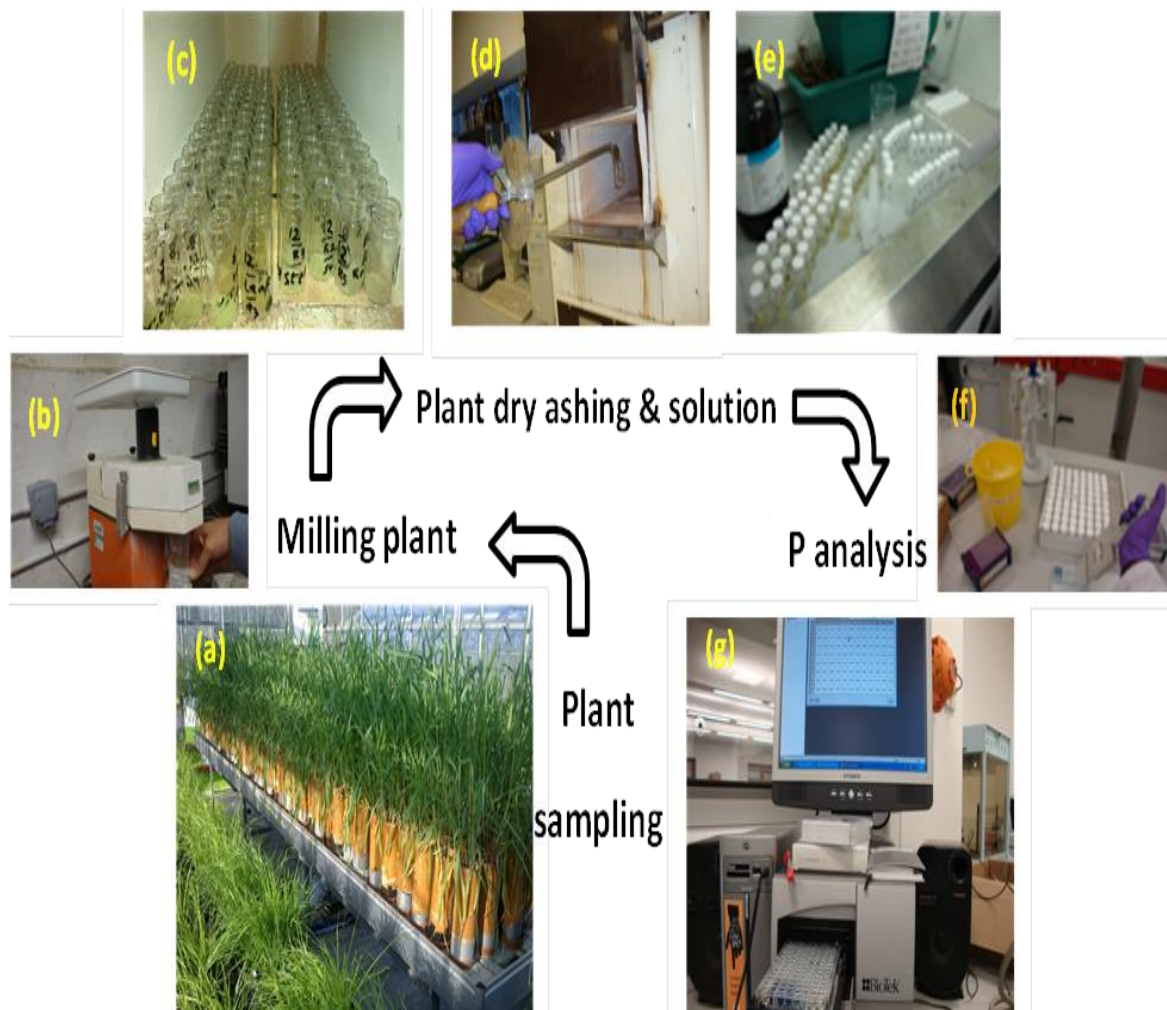 (c)
(d)
(e)
(b)
Plant dry ashing & solution
(f)
Milling plant
P analysis
(a)
(g)
Plant
sampling
BioTek